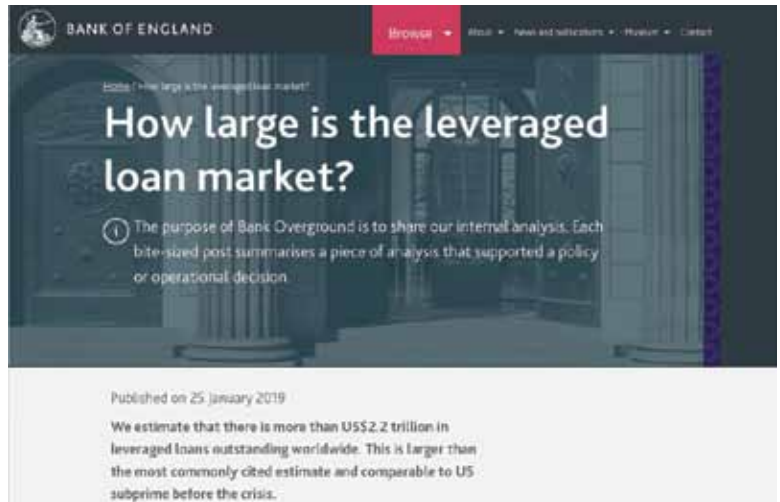 BANK OF ENGLAND
Browse
About
News and publications
Museum
Contact
Home / How large is the leveraged loan market?
How large is the leveraged
loan market?
The purpose of Bank Overground is to share our internal analysis. Each
bite-sized post summarises a piece of analysis that supported a policy
or operational decision
Published on 25 January 2019
We estimate that there is more than US$2.2 trillion in
leveraged loans outstanding worldwide. This is larger than
the most commonly cited estimate and comparable to US
subprime before the crisis.